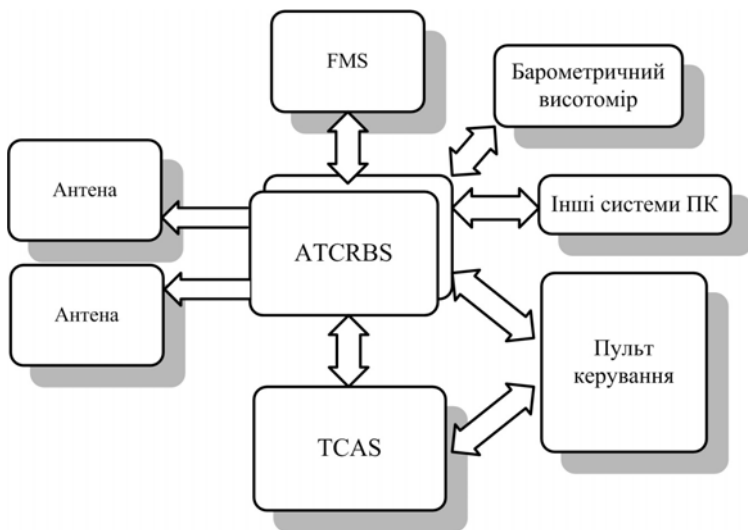 FMS
Барометричний
висотомір
Антена
Інші системи ПК
ATCRBS
Антена
Пульт
керування
TCAS